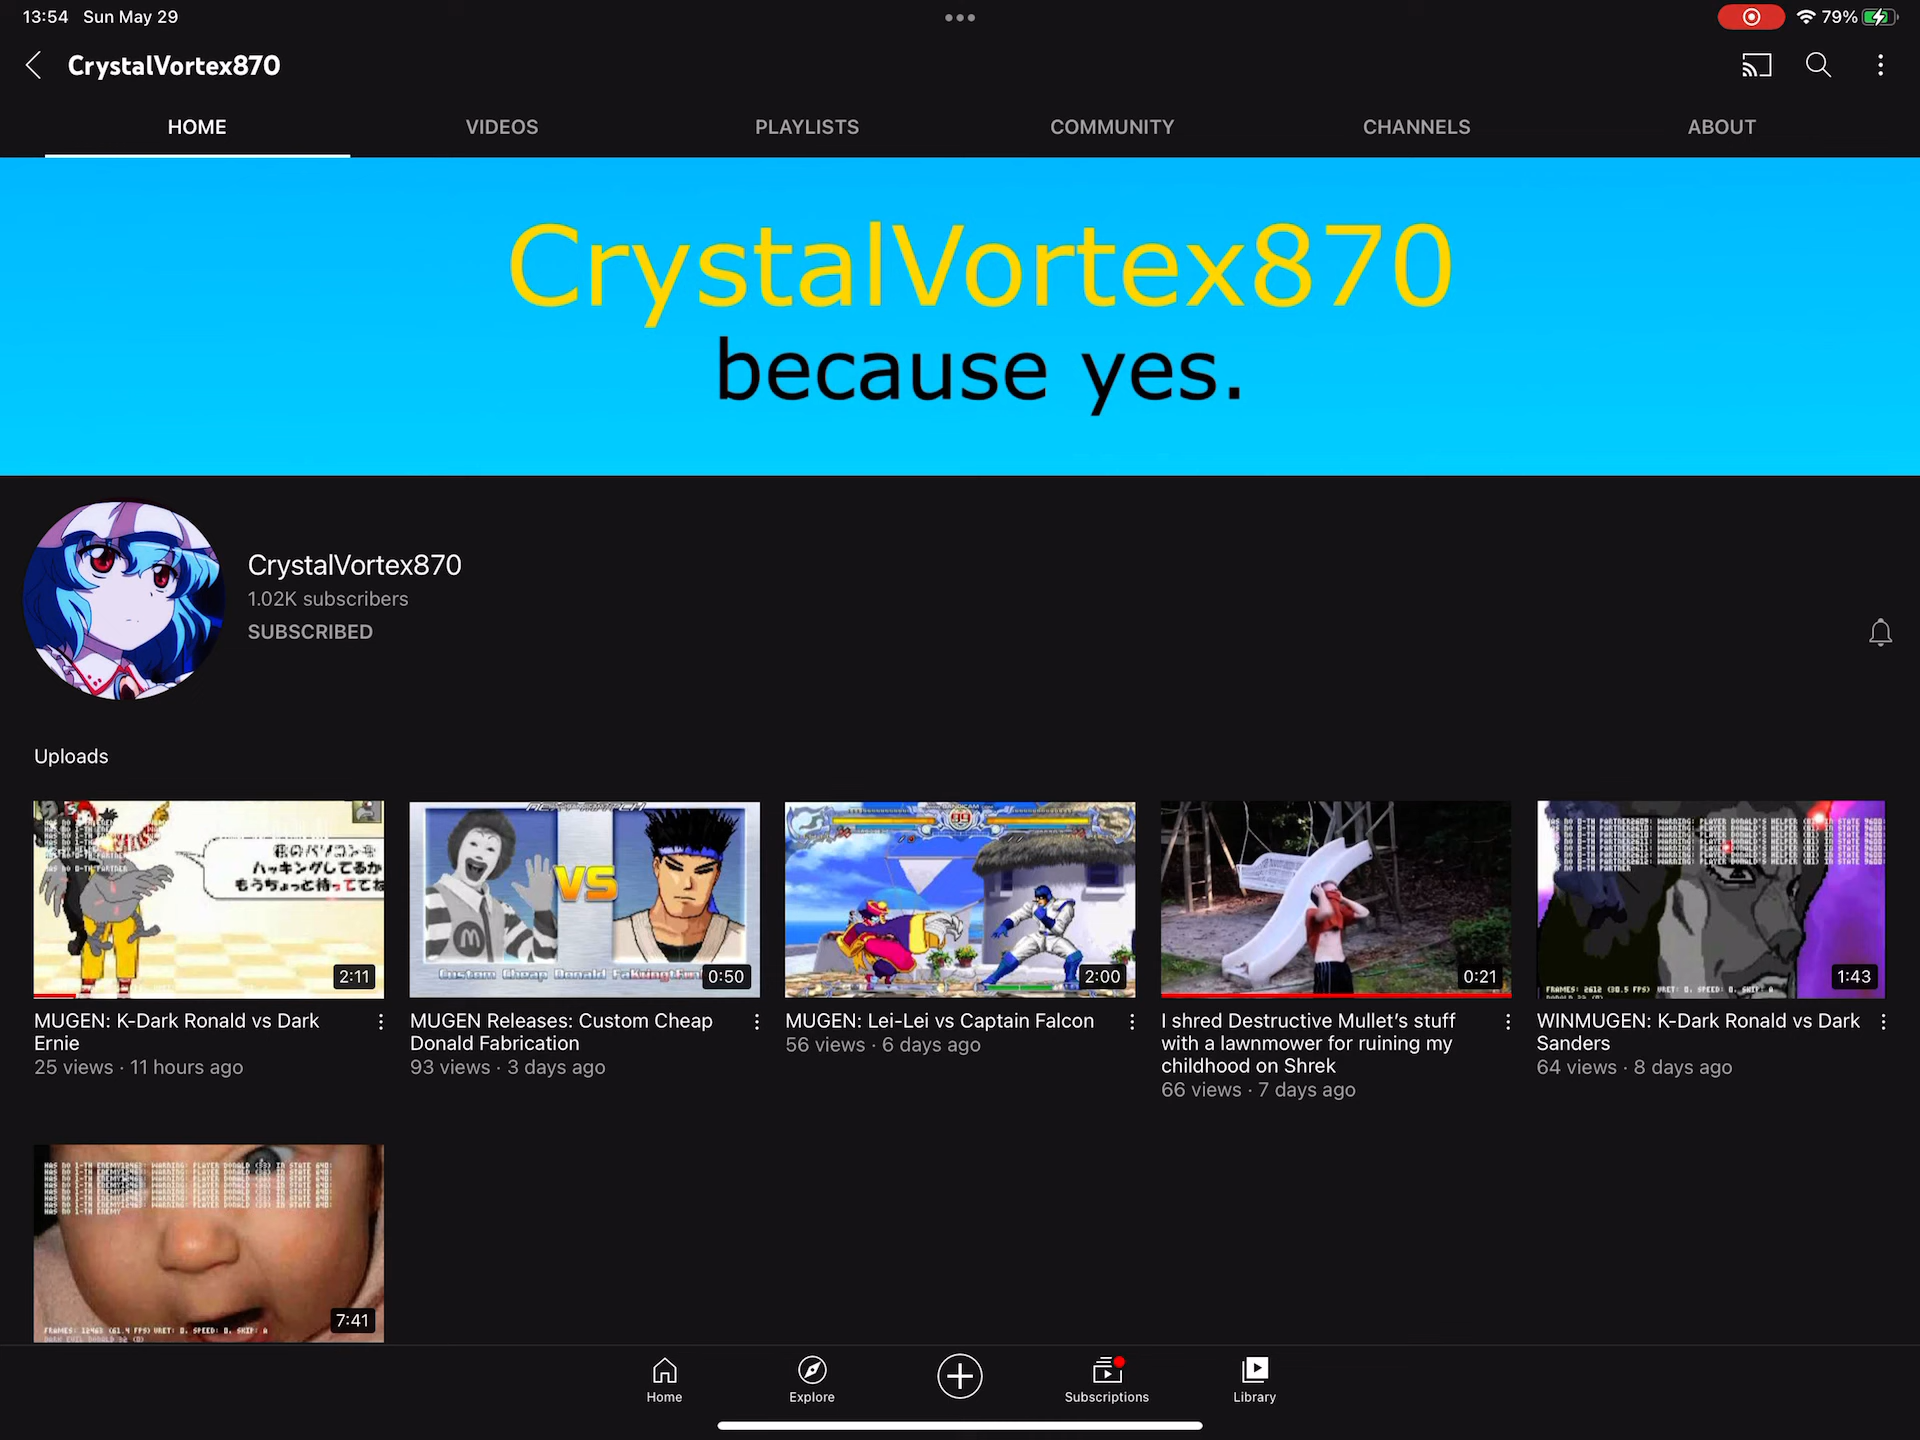 13:54 Sun May 29
79%
CrystalVortex870
HOME VIDEOS PLAYLISTS COMMUNITY CHANNELS ABOUT
CrystalVortex870
because yes.
CrystalVortex870
1.02K subscribers
SUBSCRIBED
Uploads
2:11
MUGEN: K-Dark Ronald vs Dark
Ernie
25 views · 11 hours ago
VS
0:50
MUGEN Releases: Custom Cheap
Donald Fabrication
93 views · 3 days ago
99
2:00
MUGEN: Lei-Lei vs Captain Falcon
56 views · 6 days ago
0:21
I shred Destructive Mullet's stuff
with a lawnmower for ruining my
childhood on Shrek
66 views · 7 days ago
1:43
WINMUGEN: K-Dark Ronald vs Dark
Sanders
64 views · 8 days ago
7:41
Home Explore Subscriptions Library